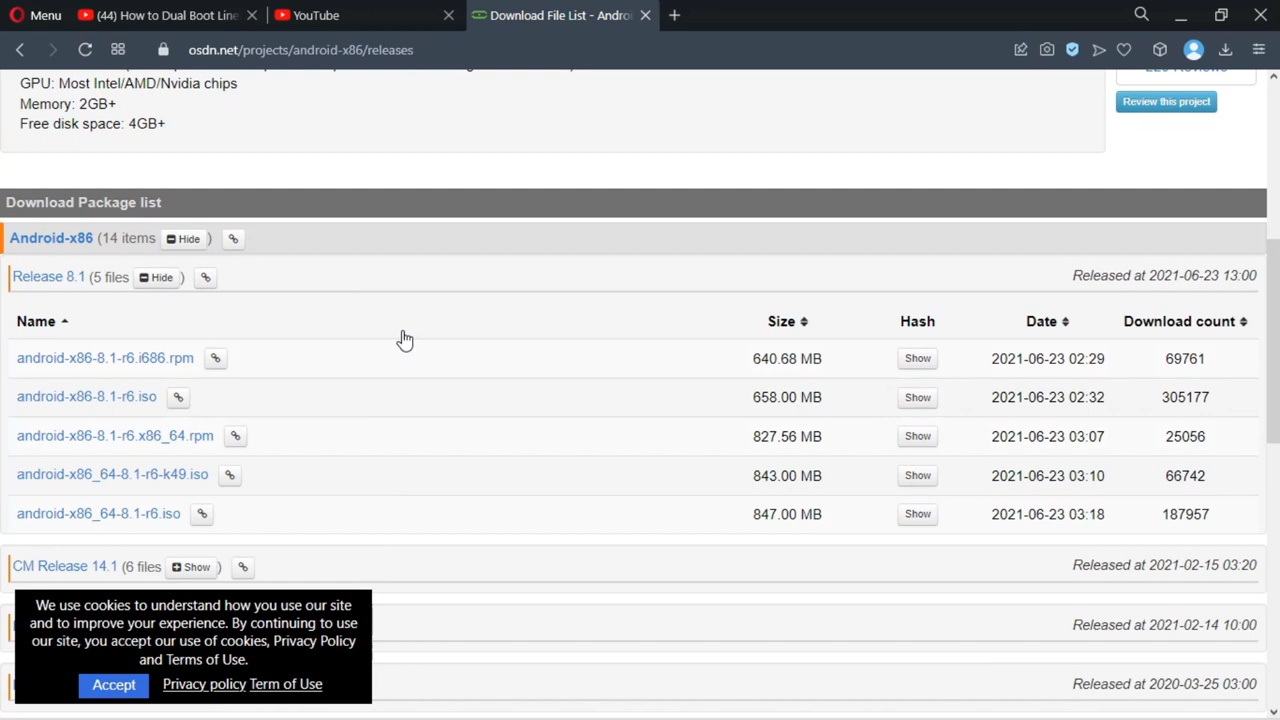 Menu
(44) How to Dual Boot Line
YouTube
Download File List - Androi
osdn.net/projects/android-x86/releases
GPU: Most Intel/AMD/Nvidia chips
Memory: 2GB+
Free disk space: 4GB+
Review this project
Download Package list
Android-x86 (14 items Hide )
Release 8.1 (5 files Hide ) Released at 2021-06-23 13:00
Name Size Hash Date Download count
android-x86-8.1-r6.i686.rpm 640.68 MB Show 2021-06-23 02:29 69761
android-x86-8.1-r6.iso 658.00 MB Show 2021-06-23 02:32 305177
android-x86-8.1-r6.x86_64.rpm 827.56 MB Show 2021-06-23 03:07 25056
android-x86_64-8.1-r6-k49.iso 843.00 MB Show 2021-06-23 03:10 66742
android-x86_64-8.1-r6.iso 847.00 MB Show 2021-06-23 03:18 187957
CM Release 14.1 (6 files Show ) Released at 2021-02-15 03:20
Released at 2021-02-14 10:00
Released at 2020-03-25 03:00
We use cookies to understand how you use our site
and to improve your experience. By continuing to use
our site, you accept our use of cookies, Privacy Policy
and Terms of Use.
Accept Privacy policy Term of Use